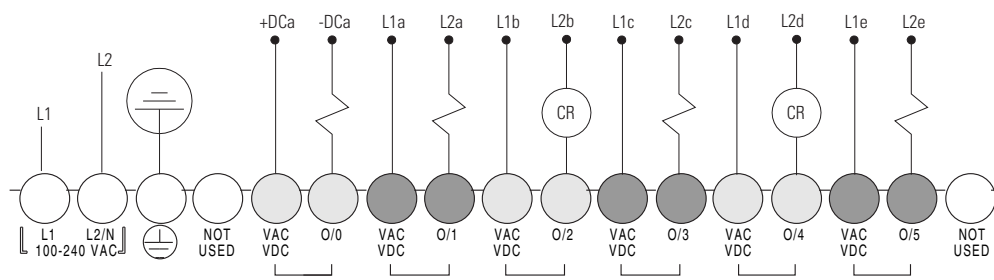 +DCa -DCa L1a L2a L1b L2b L1c L2c L1d L2d L1e L2e
L2
L1
CR CR
L1 L2/N NOT VAC O/0 VAC O/1 VAC O/2 VAC O/3 VAC O/4 VAC O/5 NOT
100-240 VAC USED VDC VDC VDC VDC VDC VDC USED